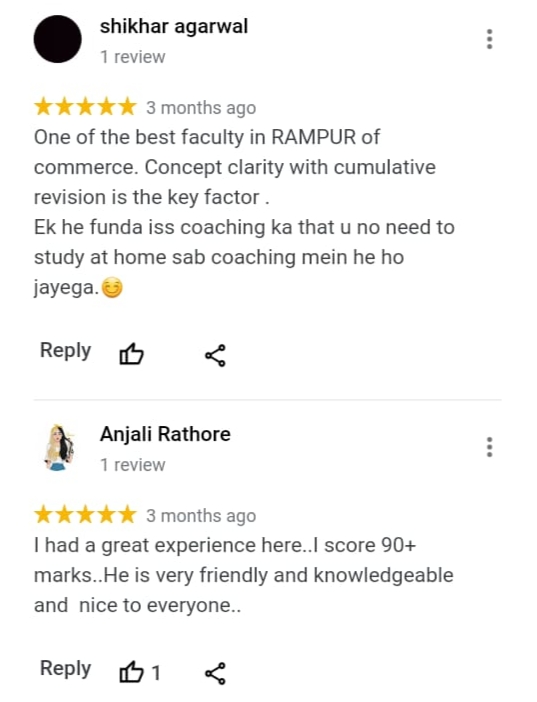 shikhar agarwal
1 review
3 months ago
One of the best faculty in RAMPUR of
commerce. Concept clarity with cumulative
revision is the key factor .
Ek he funda iss coaching ka that u no need to
study at home sab coaching mein he ho
jayega.😊
Reply
Anjali Rathore
1 review
3 months ago
I had a great experience here..I score 90+
marks..He is very friendly and knowledgeable
and  nice to everyone..
Reply 1